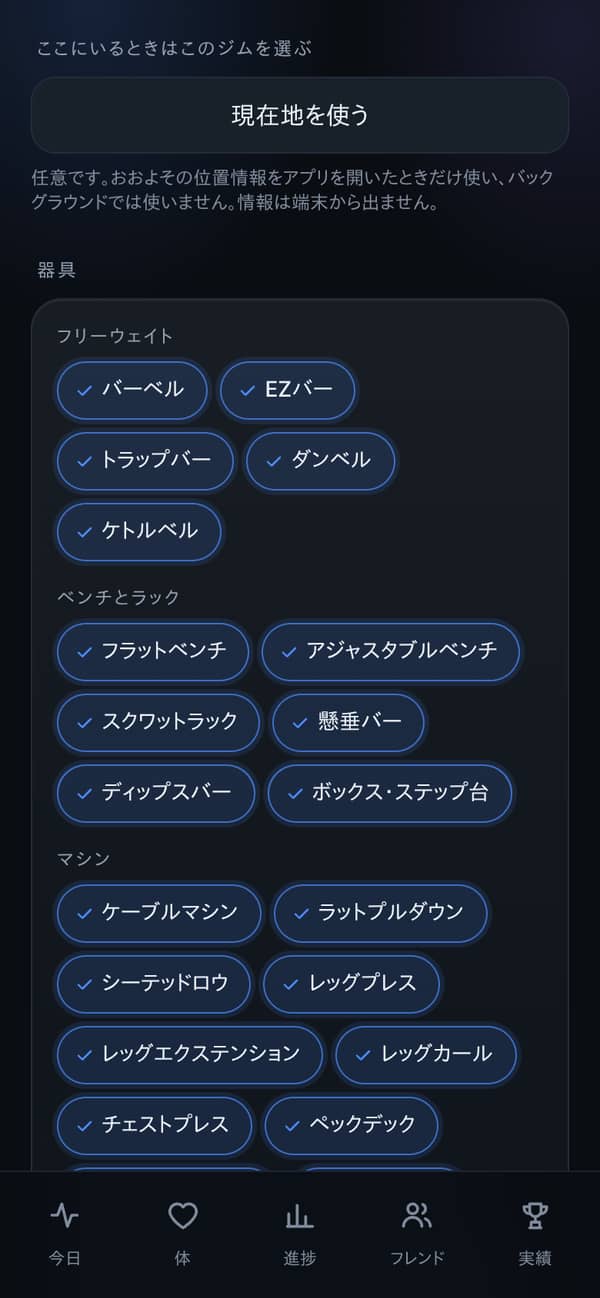 ここにいるときはこのジムを選ぶ
現在地を使う
任意です。おおよその位置情報をアプリを開いたときだけ使い、バック
グラウンドでは使いません。情報は端末から出ません。
器具
フリーウェイト
バーベル
EZバー
トラップバー
ダンベル
ケトルベル
ベンチとラック
フラットベンチ
アジャスタブルベンチ
スクワットラック
懸垂バー
ディップスバー
ボックス・ステップ台
マシン
ケーブルマシン
ラットプルダウン
シーテッドロウ
レッグプレス
レッグエクステンション
レッグカール
チェストプレス
ペックデック
今日
体
進捗
フレンド
実績